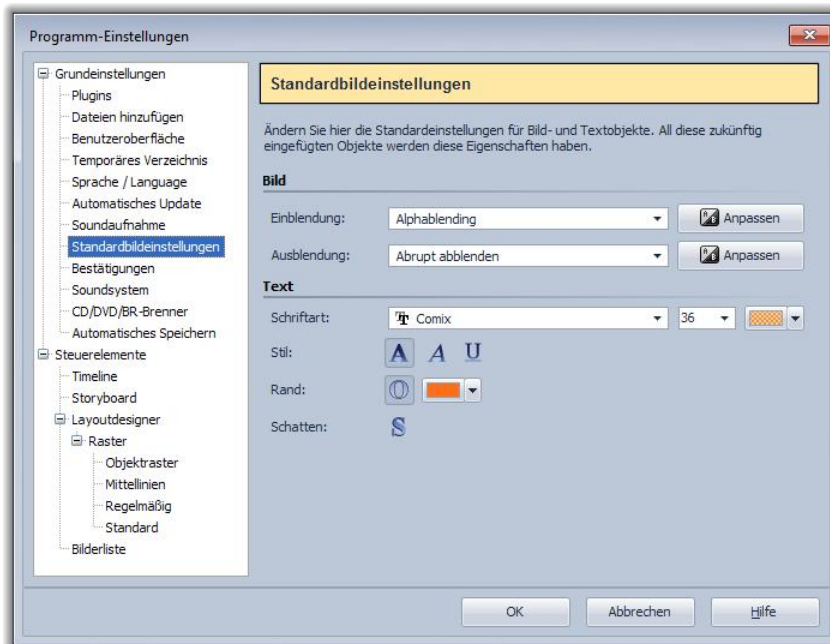 Programm-Einstellungen
Grundeinstellungen
Plugins
Dateien hinzufügen
Benutzeroberfläche
Temporäres Verzeichnis
Sprache / Language
Automatisches Update
Soundaufnahme
Standardbildeinstellungen
Bestätigungen
Soundsystem
CD/DVD/BR-Brenner
Automatisches Speichern
Steuerelemente
Timeline
Storyboard
Layoutdesigner
Raster
Objektraster
Mittellinien
Regelmäßig
Standard
Bilderliste
Standardbildeinstellungen
Ändern Sie hier die Standardeinstellungen für Bild- und Textobjekte. All diese zukünftig
eingefügten Objekte werden diese Eigenschaften haben.
Bild
Einblendung: Alphablending Anpassen
Ausblendung: Abrupt abblenden Anpassen
Text
Schriftart: Comix 36
Stil: A A U
Rand: O
Schatten: S
OK Abbrechen Hilfe